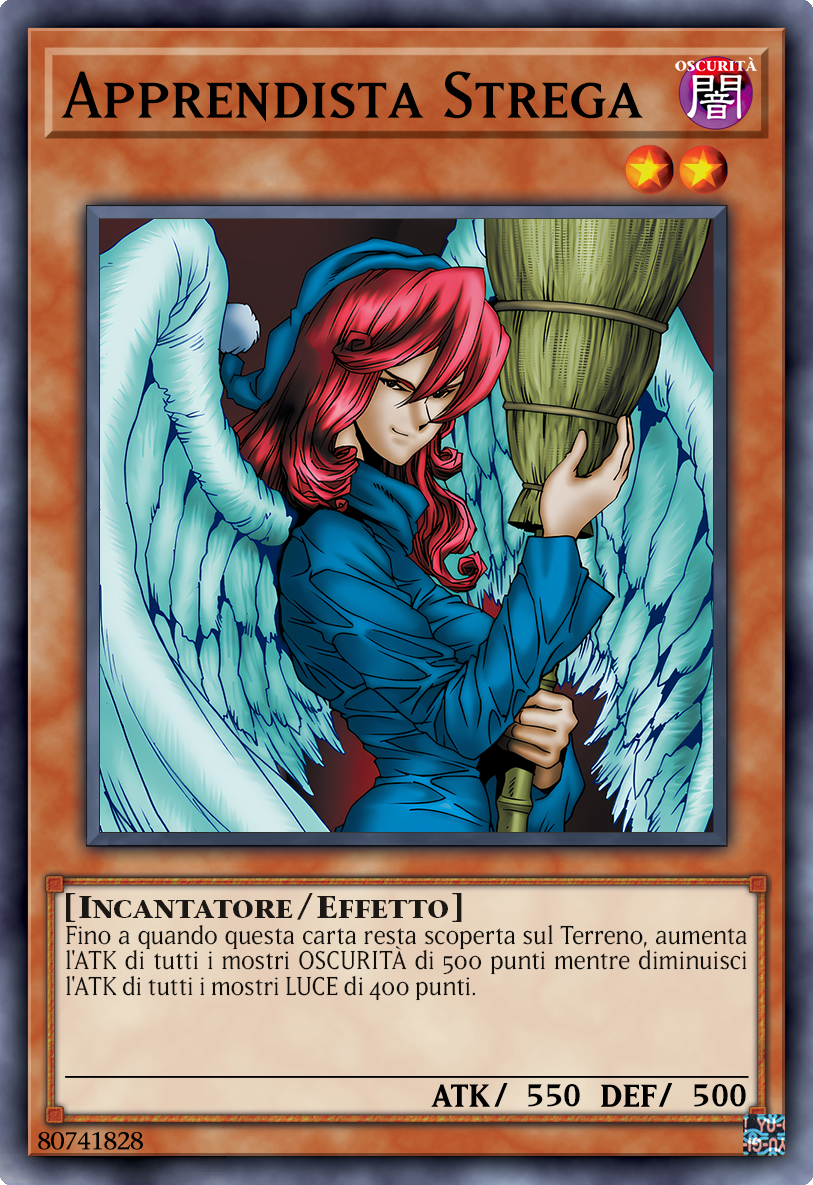 Apprendista Strega
OSCURITÀ
闇
[Incantatore/Effetto]
Fino a quando questa carta resta scoperta sul Terreno, aumenta
l'ATK di tutti i mostri OSCURITÀ di 500 punti mentre diminuisci
l'ATK di tutti i mostri LUCE di 400 punti.
ATK/ 550 DEF/ 500
80741828